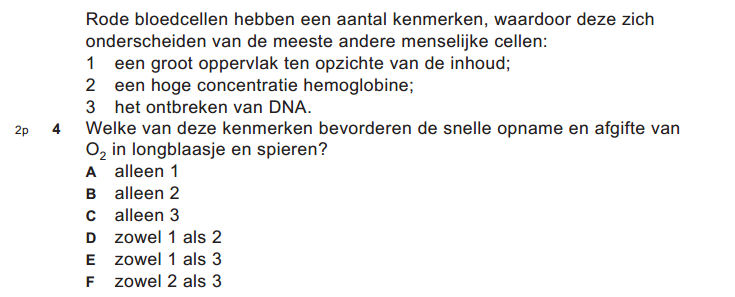 Rode bloedcellen hebben een aantal kenmerken, waardoor deze zich
onderscheiden van de meeste andere menselijke cellen:
1 een groot oppervlak ten opzichte van de inhoud;
2 een hoge concentratie hemoglobine;
3 het ontbreken van DNA.
2p 4 Welke van deze kenmerken bevorderen de snelle opname en afgifte van
O₂ in longblaasje en spieren?
A alleen 1
B alleen 2
C alleen 3
D zowel 1 als 2
E zowel 1 als 3
F zowel 2 als 3